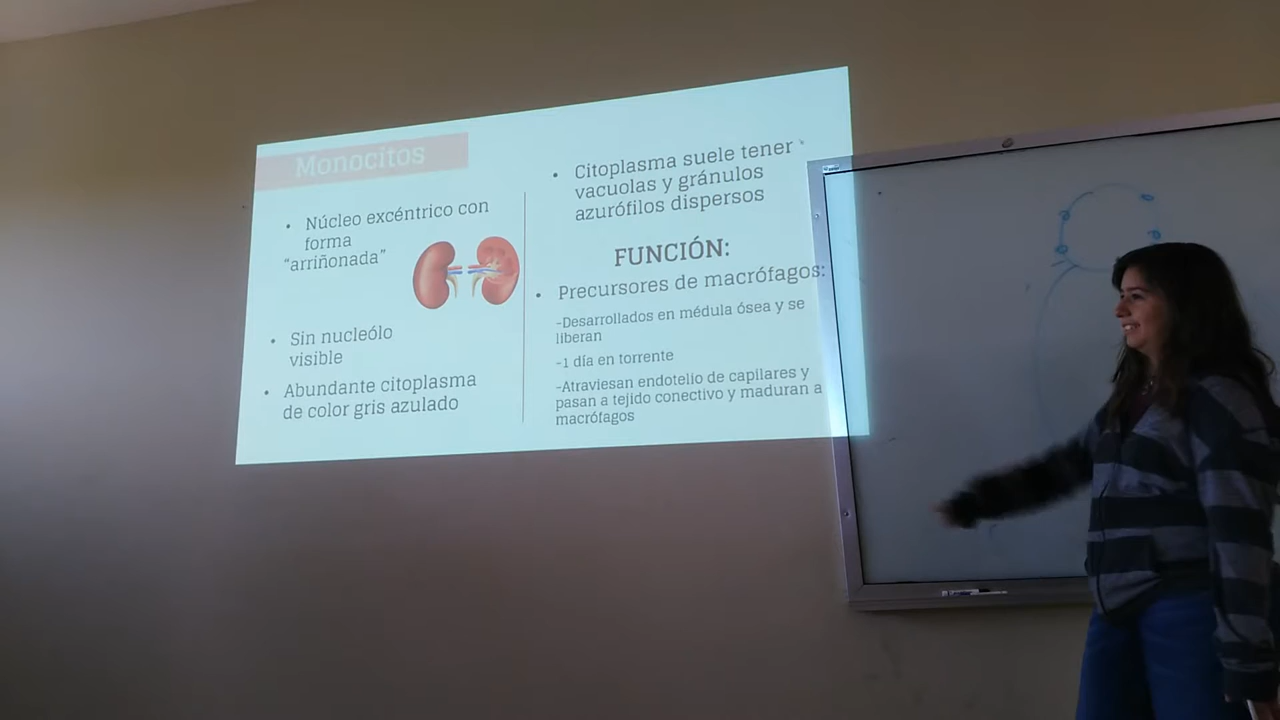 Monocitos
Núcleo excéntrico con
forma
“arriñonada”
Sin nucleólo
visible
Abundante citoplasma
de color gris azulado
Citoplasma suele tener
vacuolas y gránulos
azurófilos dispersos
FUNCIÓN:
Precursores de macrófagos:
-Desarrollados en médula ósea y se
liberan
-1 día en torrente
-Atraviesan endotelio de capilares y
pasan a tejido conectivo y maduran a
macrófagos